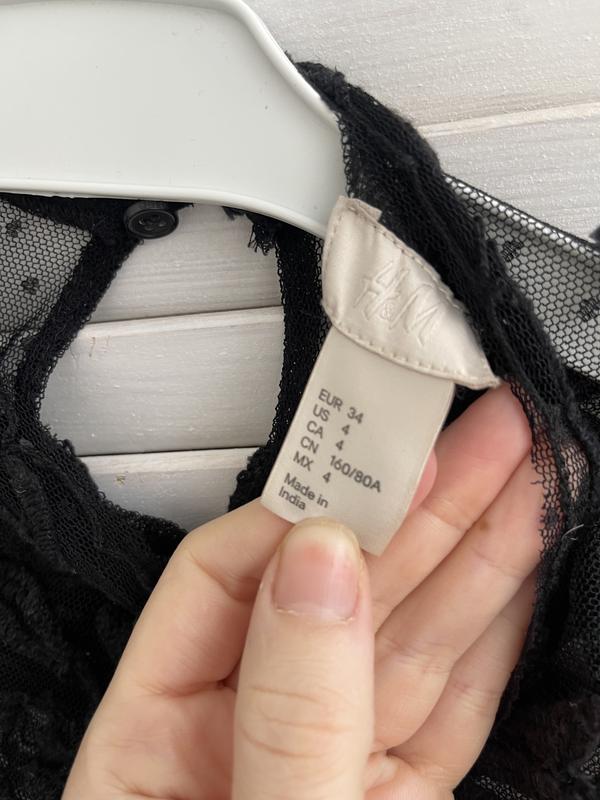 H&M
EUR 34
US 4
CA 4
CN 160/80A
MX 4
Made in
India